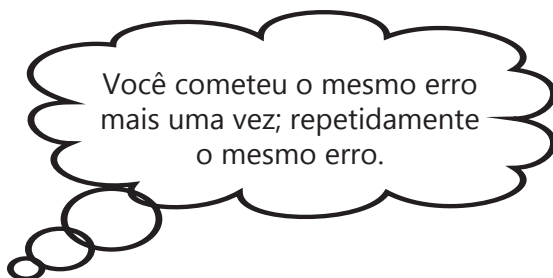 Você cometeu o mesmo erro
mais uma vez; repetidamente
o mesmo erro.